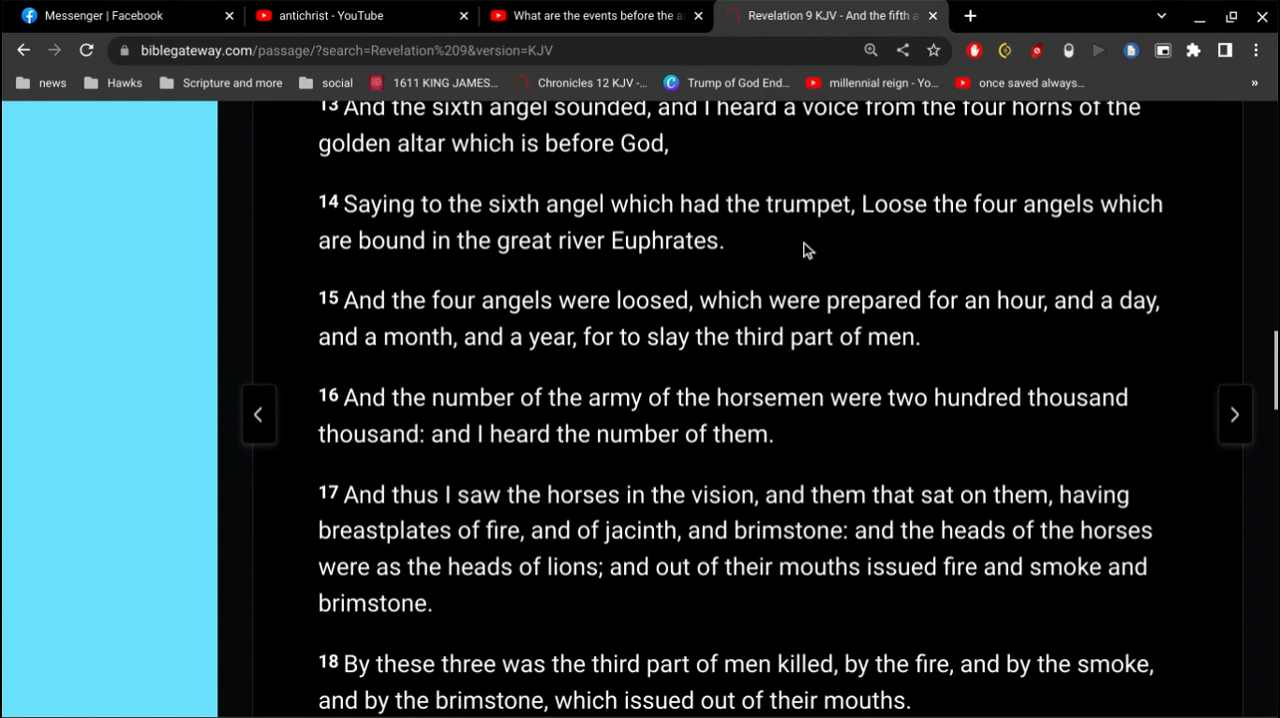 Messenger | Facebook
antichrist - YouTube
What are the events before the a
Revelation 9 KJV - And the fifth a
biblegateway.com/passage/?search=Revelation%209&version=KJV
news
Hawks
Scripture and more
social
1611 KING JAMES...
Chronicles 12 KJV -...
Trump of God End...
millennial reign - Yo...
once saved always...
»
13 And the sixth angel sounded, and I heard a voice from the four horns of the
golden altar which is before God,
14 Saying to the sixth angel which had the trumpet, Loose the four angels which
are bound in the great river Euphrates.
15 And the four angels were loosed, which were prepared for an hour, and a day,
and a month, and a year, for to slay the third part of men.
16 And the number of the army of the horsemen were two hundred thousand
thousand: and I heard the number of them.
17 And thus I saw the horses in the vision, and them that sat on them, having
breastplates of fire, and of jacinth, and brimstone: and the heads of the horses
were as the heads of lions; and out of their mouths issued fire and smoke and
brimstone.
18 By these three was the third part of men killed, by the fire, and by the smoke,
and by the brimstone, which issued out of their mouths.